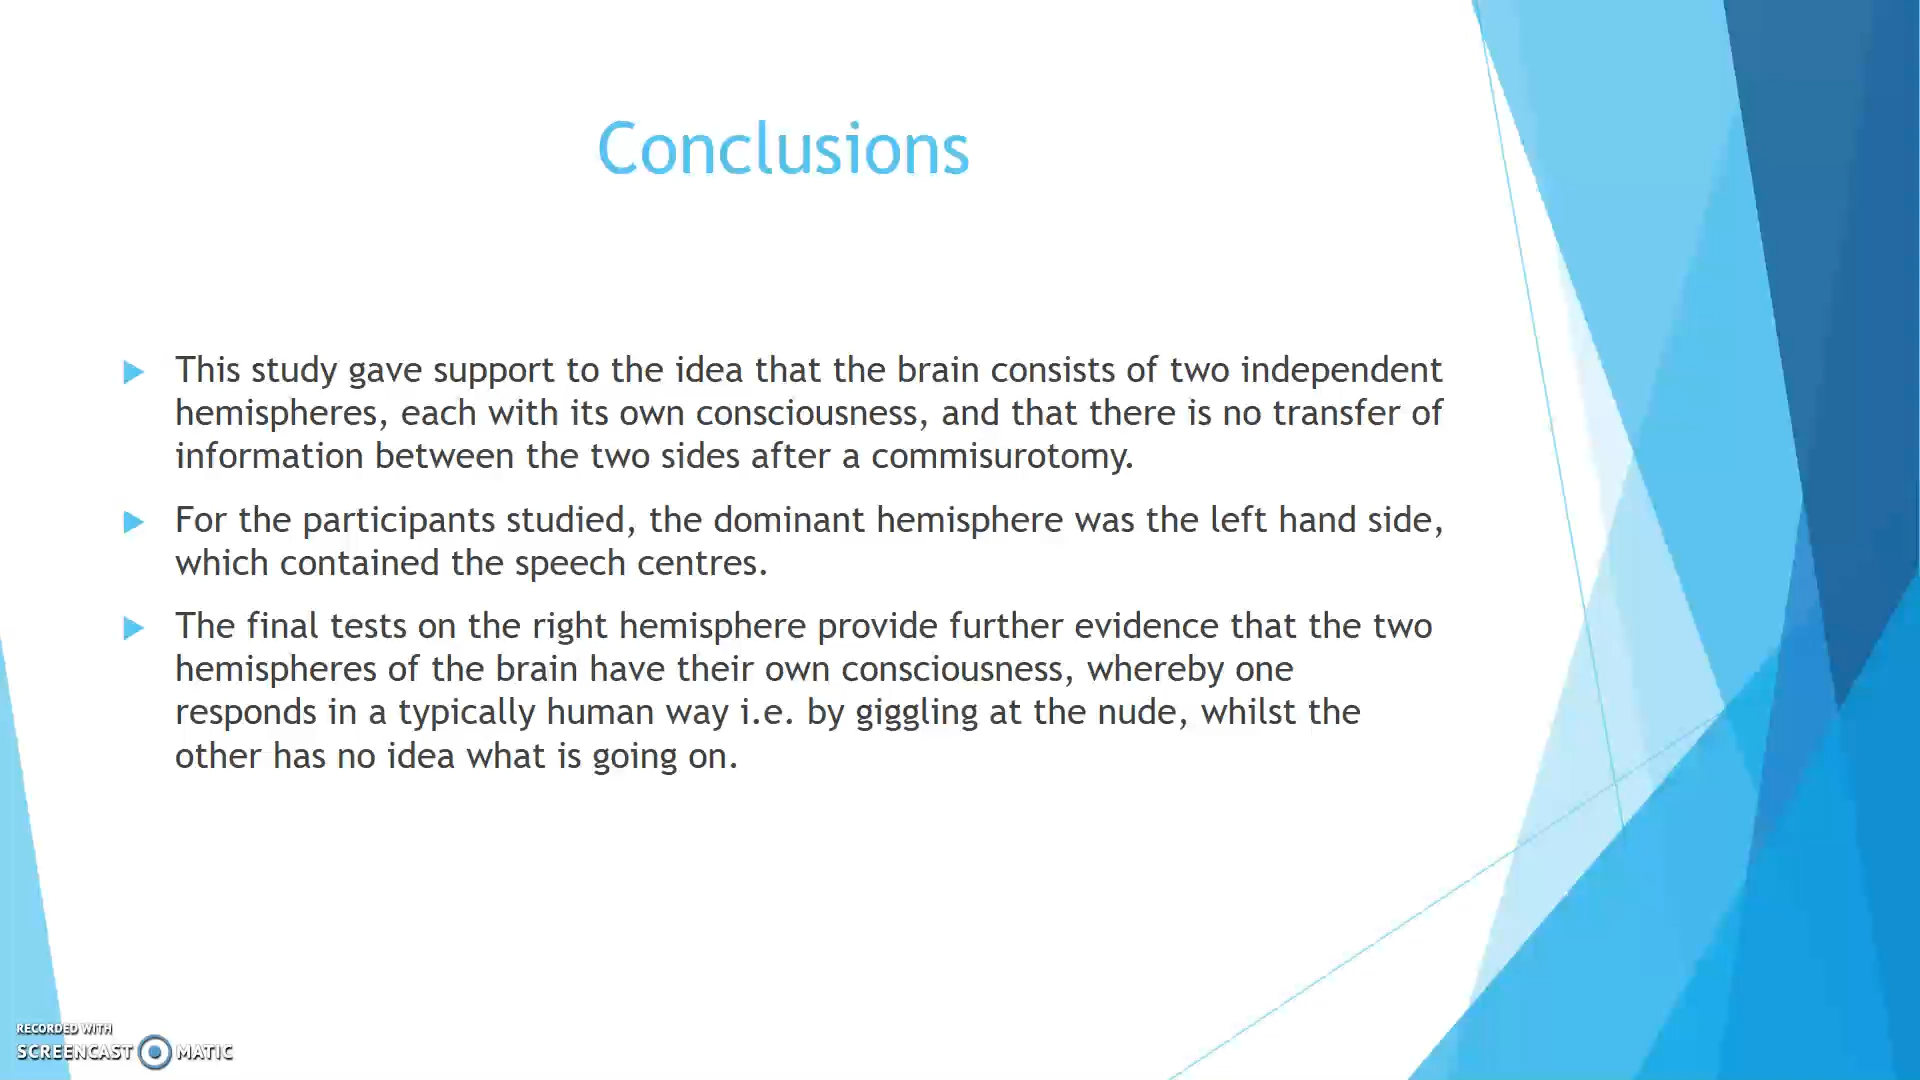 Conclusions
This study gave support to the idea that the brain consists of two independent
hemispheres, each with its own consciousness, and that there is no transfer of
information between the two sides after a commisurotomy.
For the participants studied, the dominant hemisphere was the left hand side,
which contained the speech centres.
The final tests on the right hemisphere provide further evidence that the two
hemispheres of the brain have their own consciousness, whereby one
responds in a typically human way i.e. by giggling at the nude, whilst the
other has no idea what is going on.
RECORDED WITH
SCREENCAST MATIC